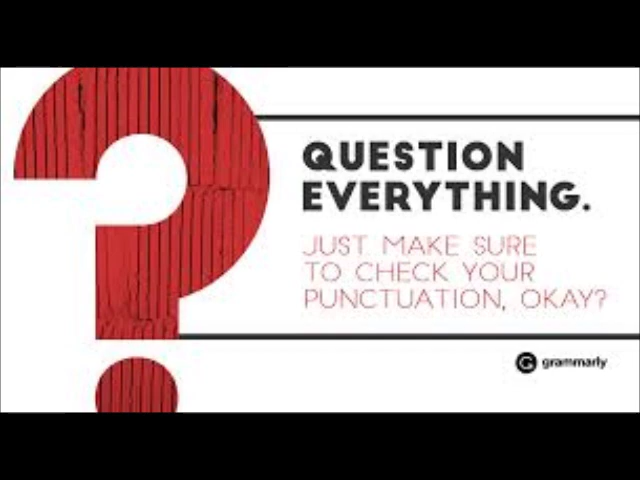 QUESTION
EVERYTHING.
JUST MAKE SURE
TO CHECK YOUR
PUNCTUATION, OKAY?
grammarly